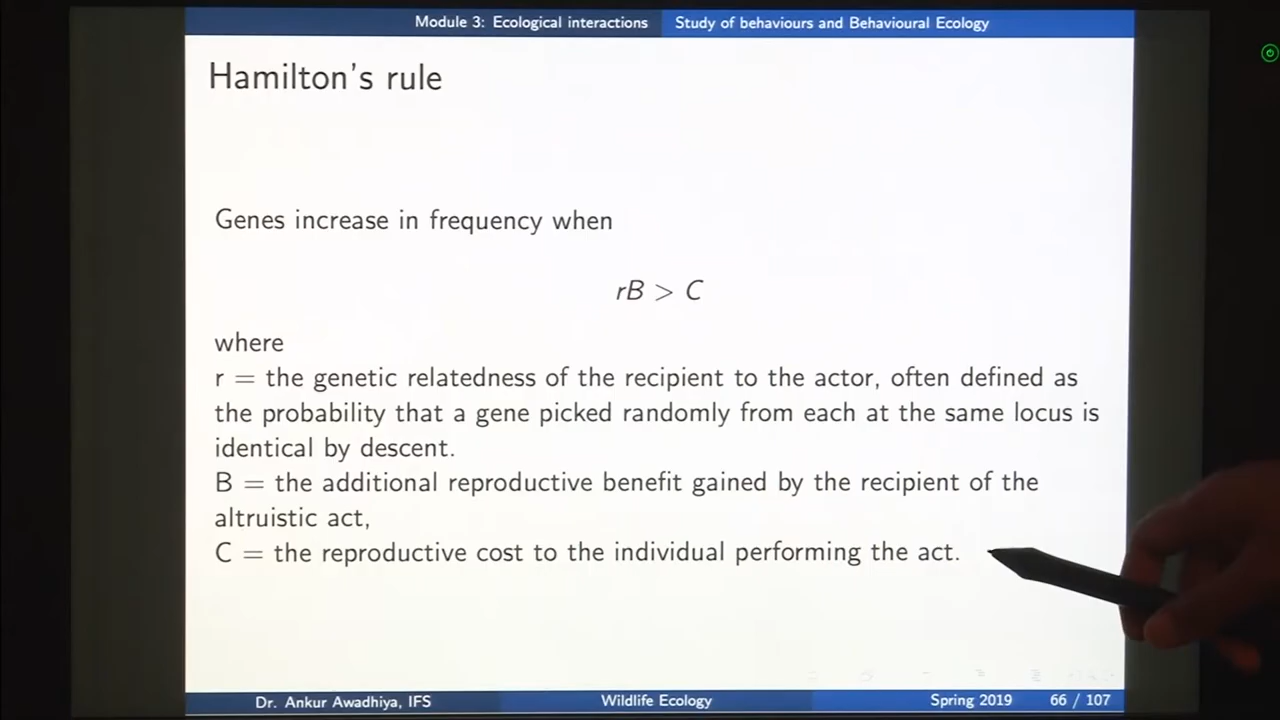 Module 3: Ecological interactions Study of behaviours and Behavioural Ecology
Hamilton's rule
Genes increase in frequency when
rB > C
where
r = the genetic relatedness of the recipient to the actor, often defined as
the probability that a gene picked randomly from each at the same locus is
identical by descent.
B = the additional reproductive benefit gained by the recipient of the
altruistic act,
C = the reproductive cost to the individual performing the act.
Dr. Ankur Awadhiya, IFS Wildlife Ecology Spring 2019 66 / 107